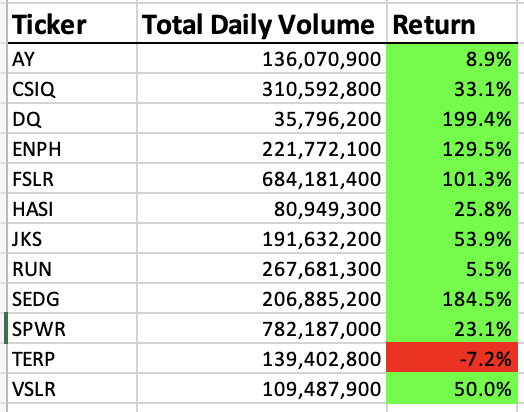 Ticker Total Daily Volume Return
AY 136,070,900 8.9%
CSIQ 310,592,800 33.1%
DQ 35,796,200 199.4%
ENPH 221,772,100 129.5%
FSLR 684,181,400 101.3%
HASI 80,949,300 25.8%
JKS 191,632,200 53.9%
RUN 267,681,300 5.5%
SEDG 206,885,200 184.5%
SPWR 782,187,000 23.1%
TERP 139,402,800 -7.2%
VSLR 109,487,900 50.0%